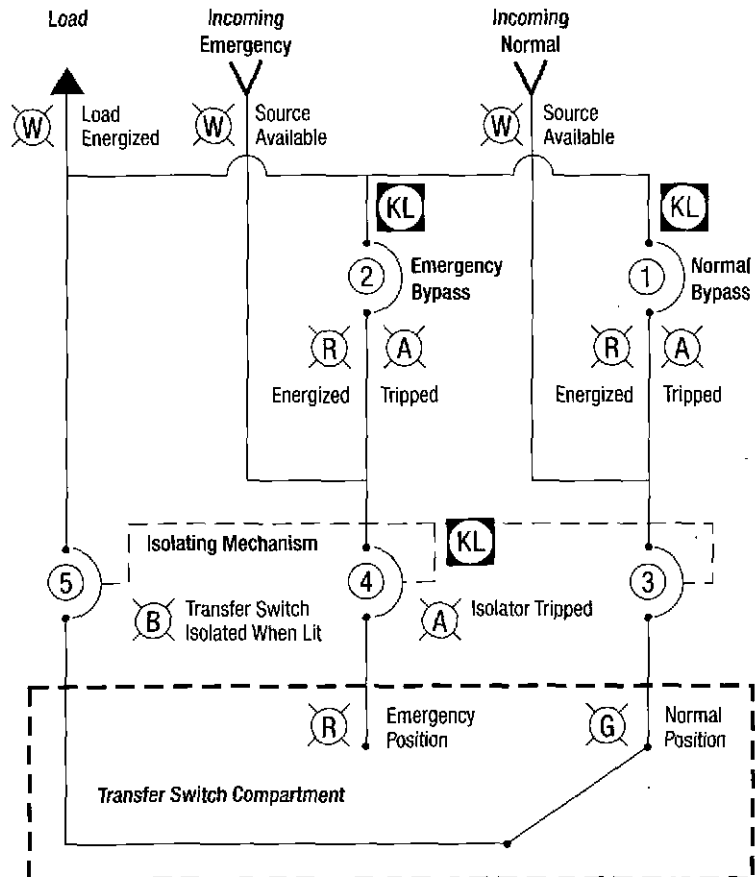 Load
Incoming
Emergency
Incoming
Normal
W
Load
Energized
W
Source
Available
W
Source
Available
KL
KL
2
Emergency
Bypass
1
Normal
Bypass
R
A
Energized
Tripped
R
A
Energized
Tripped
Isolating Mechanism
KL
5
4
3
B
Transfer Switch
Isolated When Lit
A
Isolator Tripped
R
Emergency
Position
G
Normal
Position
Transfer Switch Compartment